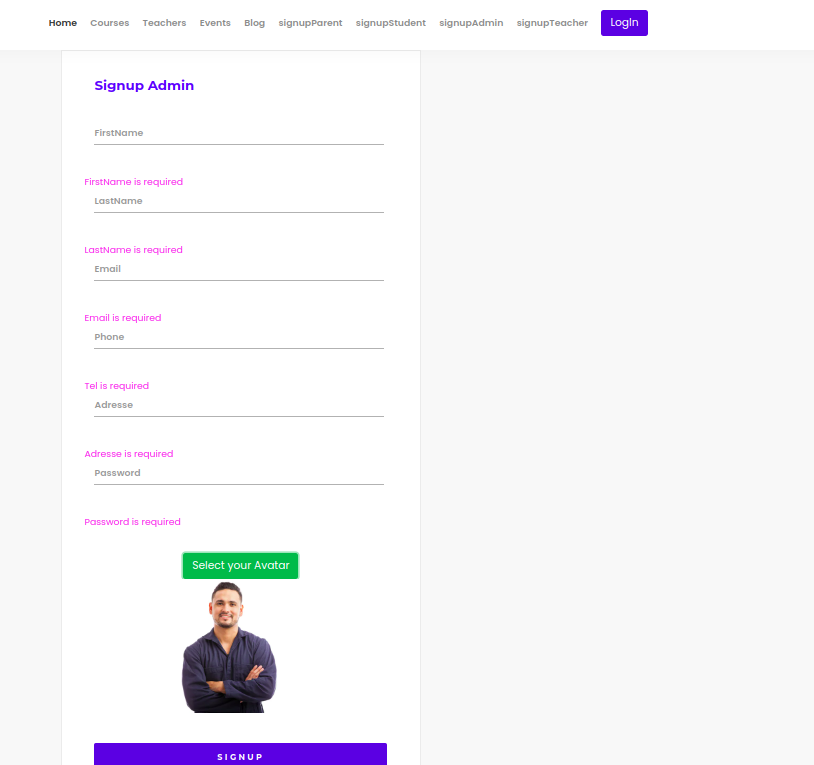 Home Courses Teachers Events Blog signupParent signupStudent signupAdmin signupTeacher LogIn
Signup Admin
FirstName
FirstName is required
LastName
LastName is required
Email
Email is required
Phone
Tel is required
Adresse
Adresse is required
Password
Password is required
Select your Avatar
SIGNUP